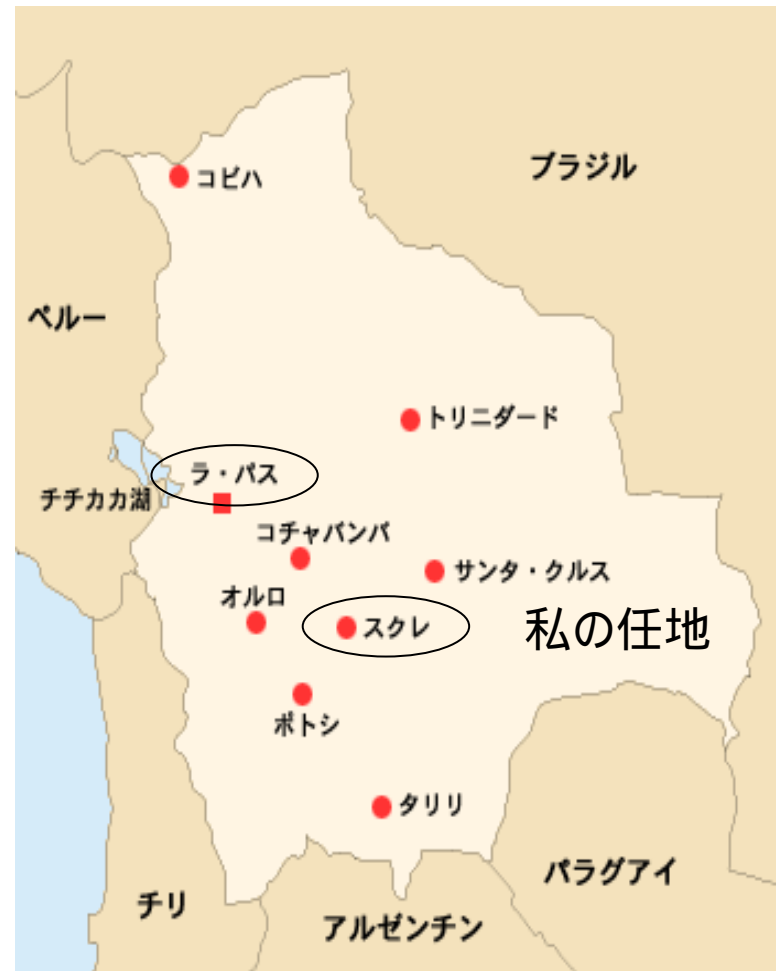 ブラジル
コビハ
ペルー
トリニダード
ラ・パス
チチカカ湖
コチャバンバ
サンタ・クルス
オルロ
スクレ
私の任地
ポトシ
タリリ
パラグアイ
チリ
アルゼンチン